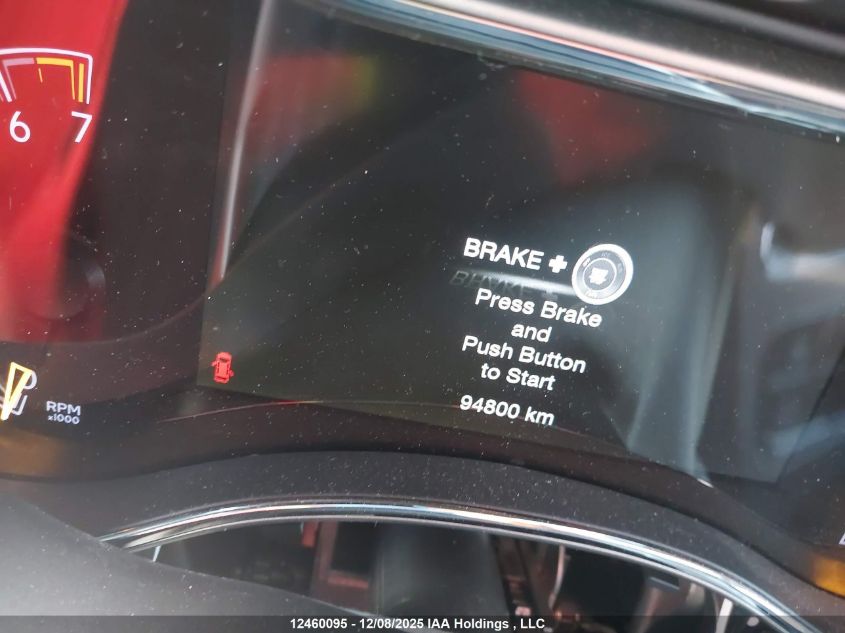 6 7
BRAKE +
Press Brake
and
Push Button
to Start
RPM
x1000
94800 km
12460095 - 12/08/2025 IAA Holdings , LLC